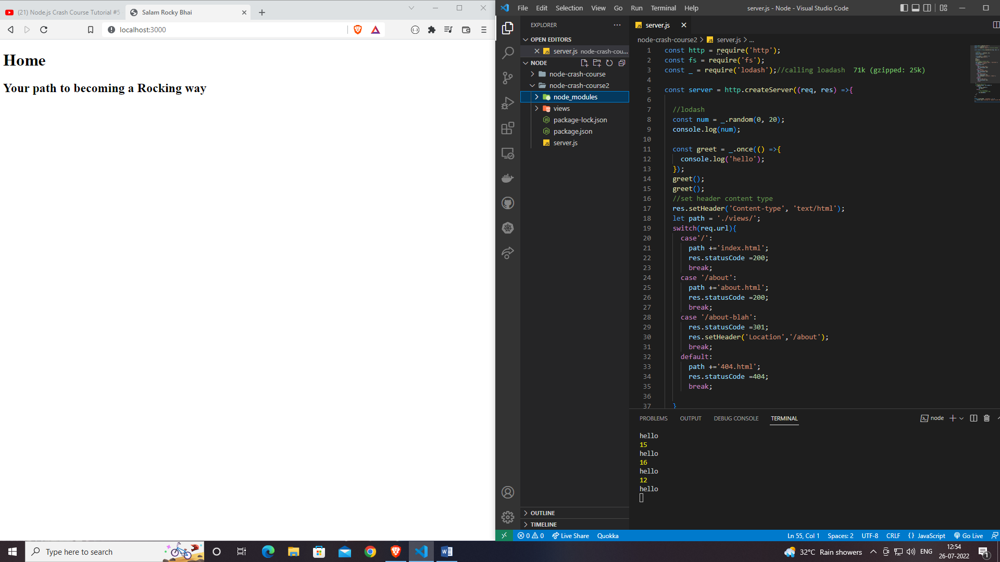 (21) Node.js Crash Course Tutorial #5
Salam Rocky Bhai
localhost:3000
Home
Your path to becoming a Rocking way
File Edit Selection View Go Run Terminal Help
server.js - Node - Visual Studio Code
EXPLORER
OPEN EDITORS
server.js node-crash-cou...
NODE
node-crash-course
node-crash-course2
node_modules
views
package-lock.json
package.json
server.js
OUTLINE
TIMELINE
server.js
node-crash-course2 > server.js > ...
1 const http = require('http');
2 const fs = require('fs');
3 const _ = require('lodash');//calling loadash 71k (gzipped: 25k)
4
5 const server = http.createServer((req, res) =>{
6
7 //lodash
8 const num = _.random(0, 20);
9 console.log(num);
10
11 const greet = _.once(() =>{
12 console.log('hello');
13 });
14 greet();
15 greet();
16 //set header content type
17 res.setHeader('Content-type', 'text/html');
18 let path = './views/';
19 switch(req.url){
20 case'/':
21 path +='index.html';
22 res.statusCode =200;
23 break;
24 case '/about':
25 path +='about.html';
26 res.statusCode =200;
27 break;
28 case '/about-blah':
29 res.statusCode =301;
30 res.setHeader('Location','/about');
31 break;
32 default:
33 path +='404.html';
34 res.statusCode =404;
35 break;
36
37 }
PROBLEMS OUTPUT DEBUG CONSOLE TERMINAL
node
hello
15
hello
16
hello
12
hello
0 0 Live Share Quokka
Ln 55, Col 1 Spaces: 2 UTF-8 CRLF {} JavaScript Go Live
Type here to search
32°C Rain showers
ENG
12:54
26-07-2022
1